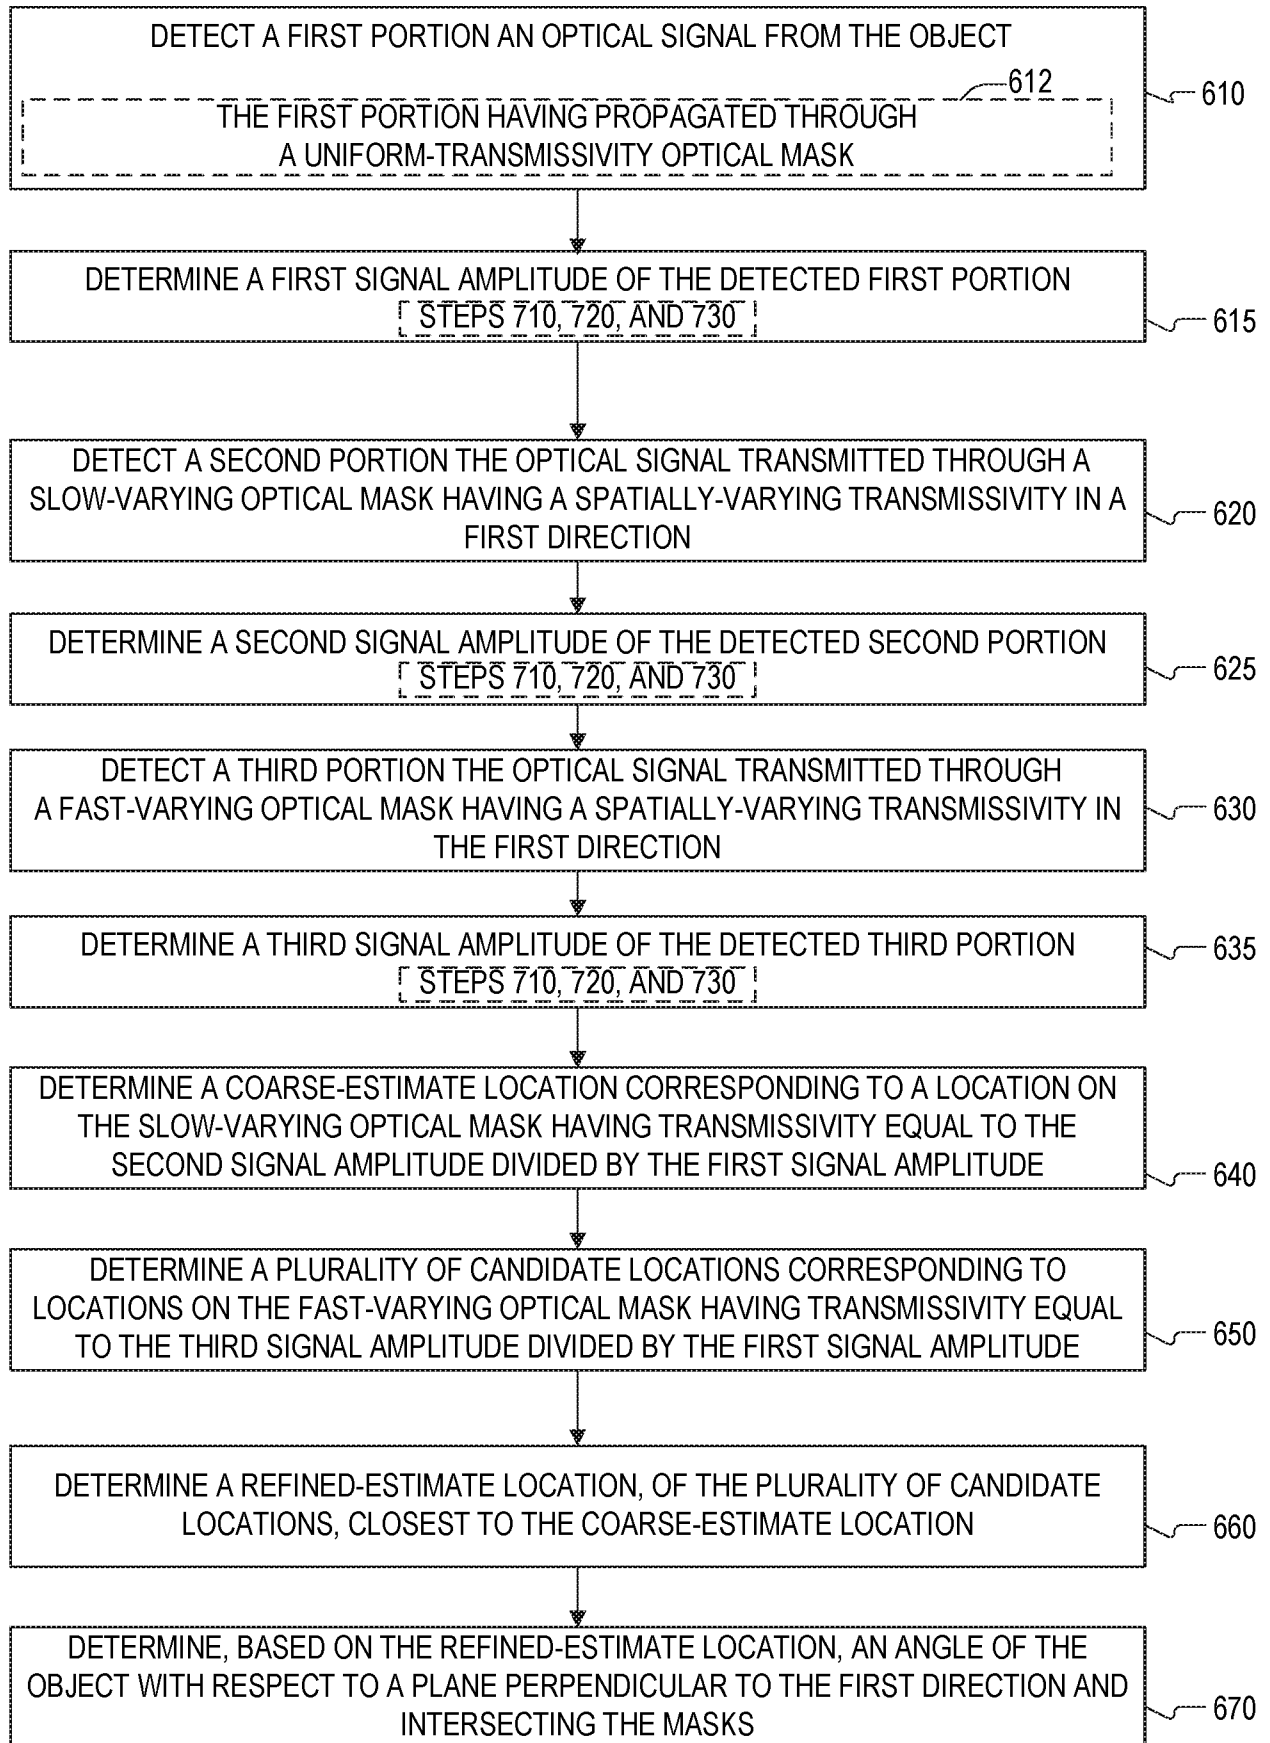 DETECT A FIRST PORTION AN OPTICAL SIGNAL FROM THE OBJECT
612
THE FIRST PORTION HAVING PROPAGATED THROUGH
A UNIFORM-TRANSMISSIVITY OPTICAL MASK
610
DETERMINE A FIRST SIGNAL AMPLITUDE OF THE DETECTED FIRST PORTION
STEPS 710, 720, AND 730
615
DETECT A SECOND PORTION THE OPTICAL SIGNAL TRANSMITTED THROUGH A
SLOW-VARYING OPTICAL MASK HAVING A SPATIALLY-VARYING TRANSMISSIVITY IN A
FIRST DIRECTION
620
DETERMINE A SECOND SIGNAL AMPLITUDE OF THE DETECTED SECOND PORTION
STEPS 710, 720, AND 730
625
DETECT A THIRD PORTION THE OPTICAL SIGNAL TRANSMITTED THROUGH
A FAST-VARYING OPTICAL MASK HAVING A SPATIALLY-VARYING TRANSMISSIVITY IN
THE FIRST DIRECTION
630
DETERMINE A THIRD SIGNAL AMPLITUDE OF THE DETECTED THIRD PORTION
STEPS 710, 720, AND 730
635
DETERMINE A COARSE-ESTIMATE LOCATION CORRESPONDING TO A LOCATION ON
THE SLOW-VARYING OPTICAL MASK HAVING TRANSMISSIVITY EQUAL TO THE
SECOND SIGNAL AMPLITUDE DIVIDED BY THE FIRST SIGNAL AMPLITUDE
640
DETERMINE A PLURALITY OF CANDIDATE LOCATIONS CORRESPONDING TO
LOCATIONS ON THE FAST-VARYING OPTICAL MASK HAVING TRANSMISSIVITY EQUAL
TO THE THIRD SIGNAL AMPLITUDE DIVIDED BY THE FIRST SIGNAL AMPLITUDE
650
DETERMINE A REFINED-ESTIMATE LOCATION, OF THE PLURALITY OF CANDIDATE
LOCATIONS, CLOSEST TO THE COARSE-ESTIMATE LOCATION
660
DETERMINE, BASED ON THE REFINED-ESTIMATE LOCATION, AN ANGLE OF THE
OBJECT WITH RESPECT TO A PLANE PERPENDICULAR TO THE FIRST DIRECTION AND
INTERSECTING THE MASKS
670